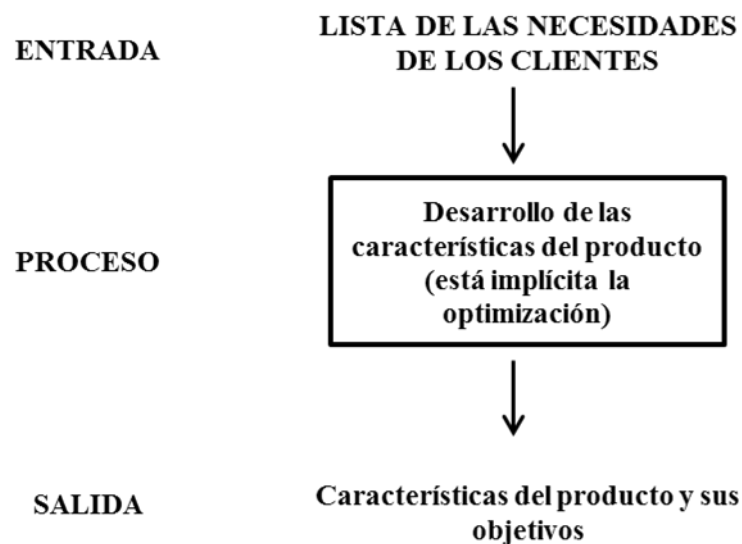 ENTRADA
LISTA DE LAS NECESIDADES
DE LOS CLIENTES
PROCESO
Desarrollo de las
características del producto
(está implícita la
optimización)
SALIDA
Características del producto y sus
objetivos